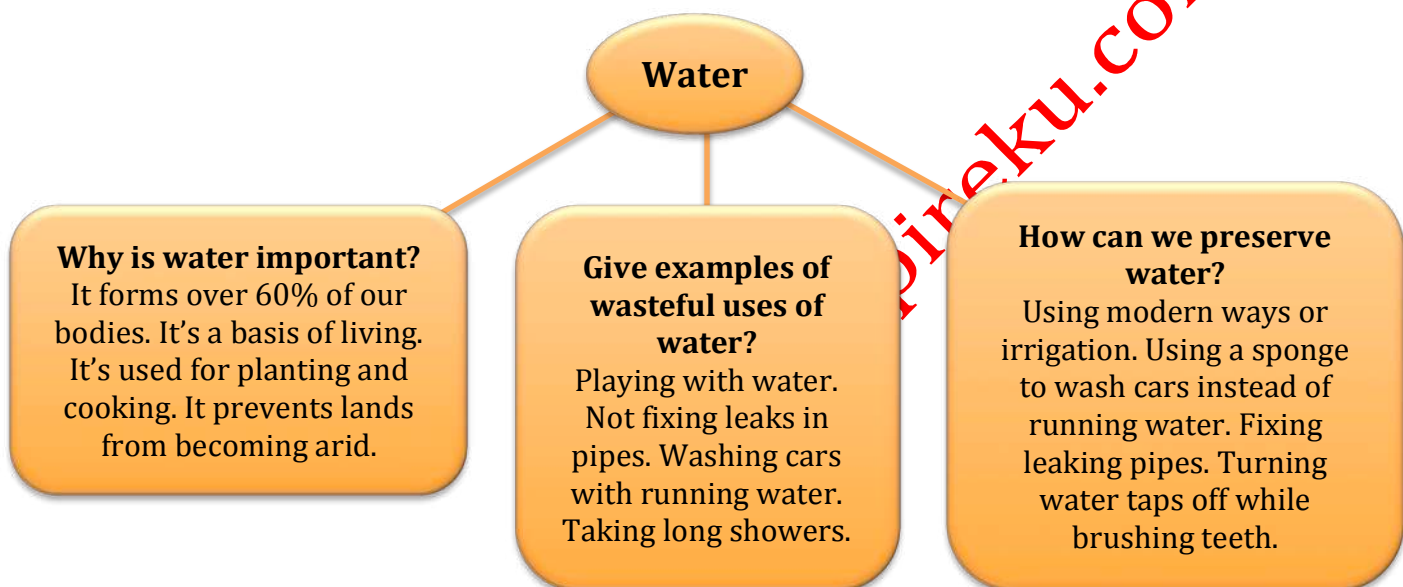 Water
Why is water important?
It forms over 60% of our
bodies. It’s a basis of living.
It’s used for planting and
cooking. It prevents lands
from becoming arid.
Give examples of
wasteful uses of
water?
Playing with water.
Not fixing leaks in
pipes. Washing cars
with running water.
Taking long showers.
How can we preserve
water?
Using modern ways or
irrigation. Using a sponge
to wash cars instead of
running water. Fixing
leaking pipes. Turning
water taps off while
brushing teeth.